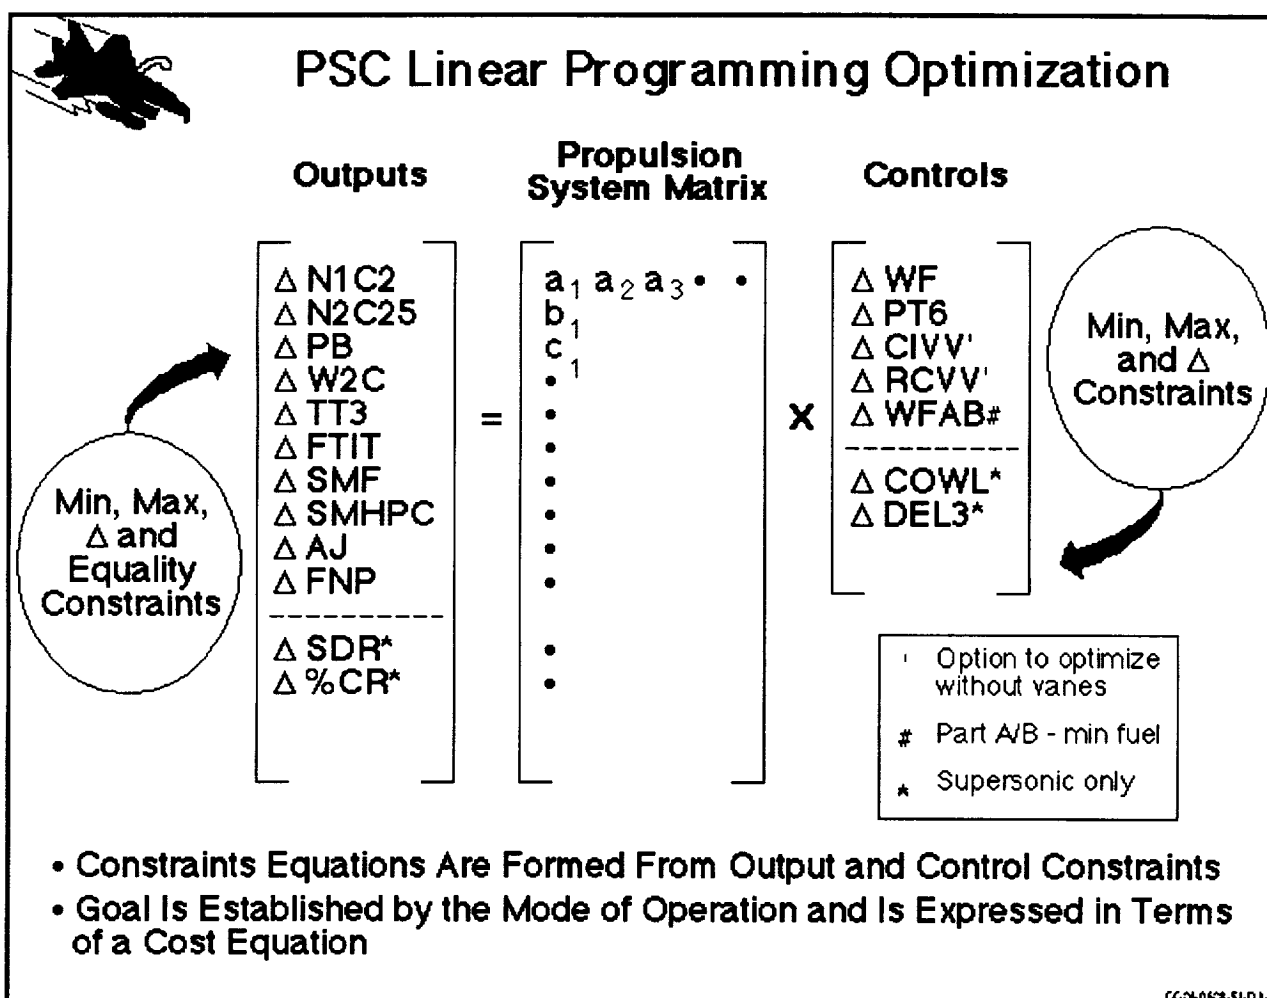 PSC Linear Programming Optimization
Outputs
Propulsion
System Matrix
Controls
Δ N1C2
Δ N2C25
Δ PB
Δ W2C
Δ TT3
Δ FTIT
Δ SMF
Δ SMHPC
Δ AJ
Δ FNP
Δ SDR*
Δ %CR*
=
a1 a2 a3 • •
b1
c1
•
•
•
•
•
•
•
•
•
X
Δ WF
Δ PT6
Δ CIVV'
Δ RCVV'
Δ WFAB#
Δ COWL*
Δ DEL3*
Min, Max,
and Δ
Constraints
Min, Max,
Δ and
Equality
Constraints
' Option to optimize
without vanes
# Part A/B - min fuel
* Supersonic only
• Constraints Equations Are Formed From Output and Control Constraints
• Goal Is Established by the Mode of Operation and Is Expressed in Terms
of a Cost Equation